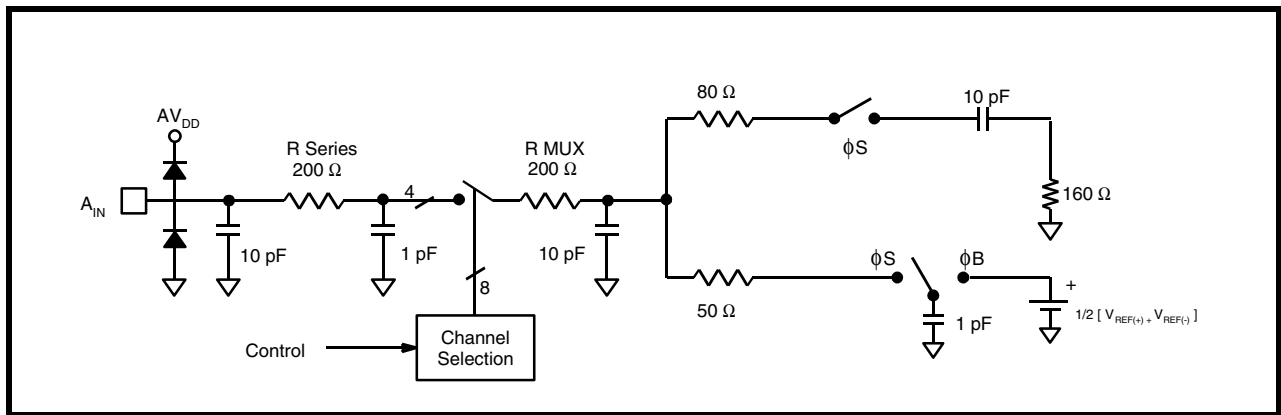 AVDD
AIN
R Series
200 Ω
10 pF
1 pF
4
R MUX
200 Ω
10 pF
8
Control
Channel
Selection
80 Ω
ϕS
10 pF
160 Ω
50 Ω
ϕS
ϕB
1 pF
+
1/2 [ VREF(+) + VREF(-) ]